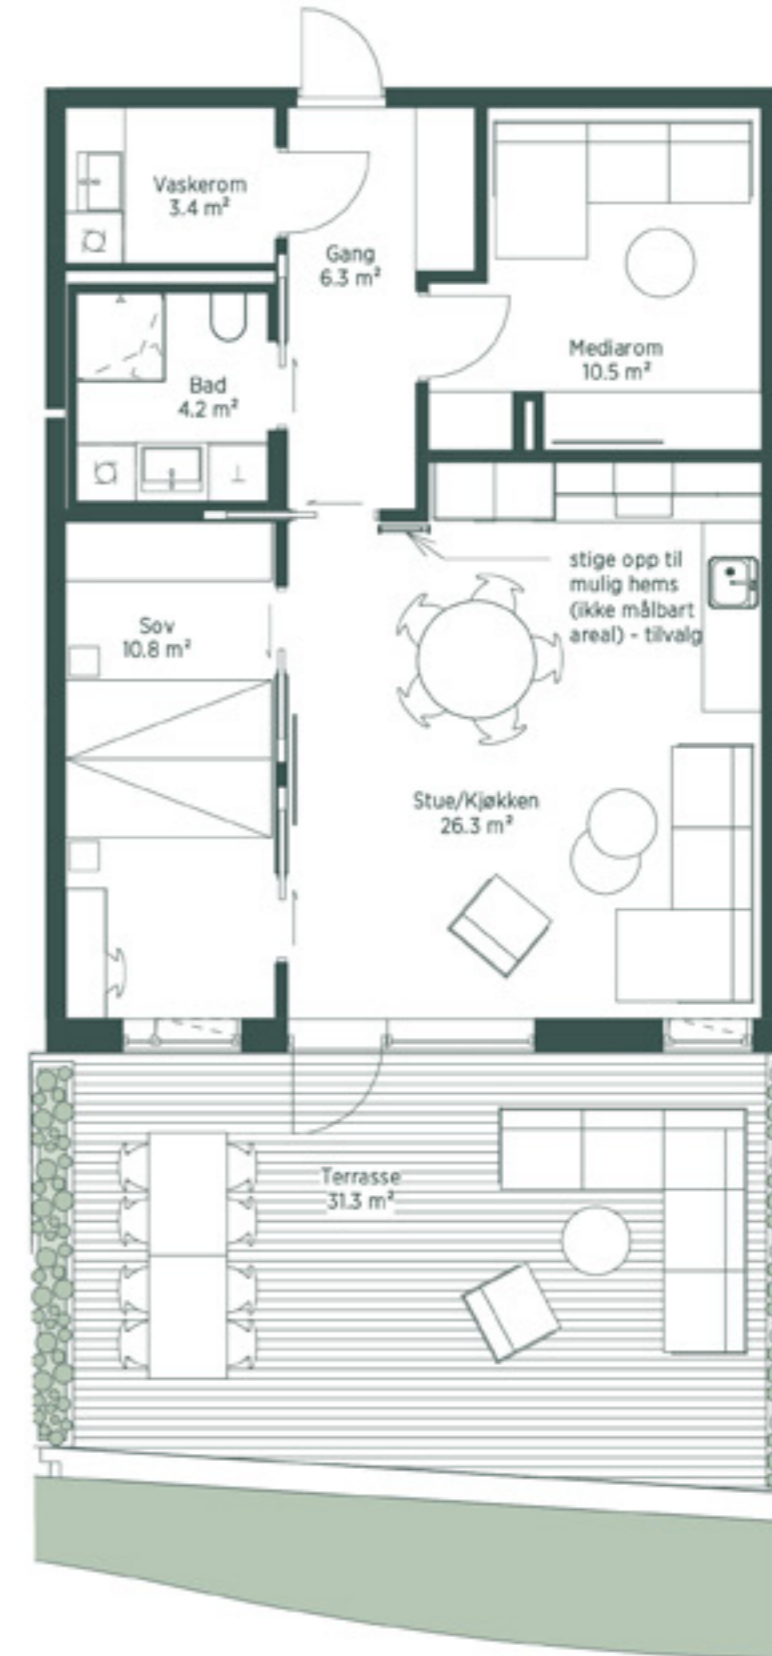 Vaskerom
3.4 m²
Gang
6.3 m²
Mediarom
10.5 m²
Bad
4.2 m²
stige opp til
mulig hems
(ikke målbart
areal) - tilvalg
Sov
10.8 m²
Stue/Kjøkken
26.3 m²
Terrasse
31.3 m²